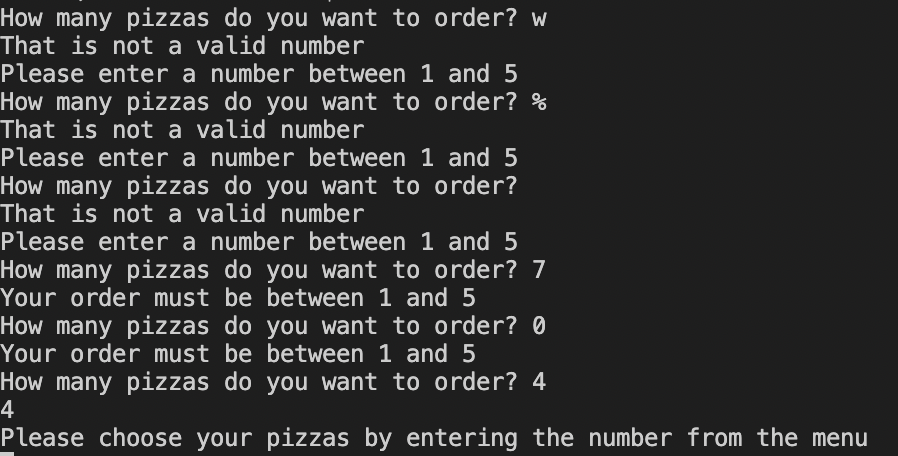 How many pizzas do you want to order? w
That is not a valid number
Please enter a number between 1 and 5
How many pizzas do you want to order? %
That is not a valid number
Please enter a number between 1 and 5
How many pizzas do you want to order?
That is not a valid number
Please enter a number between 1 and 5
How many pizzas do you want to order? 7
Your order must be between 1 and 5
How many pizzas do you want to order? 0
Your order must be between 1 and 5
How many pizzas do you want to order? 4
4
Please choose your pizzas by entering the number from the menu